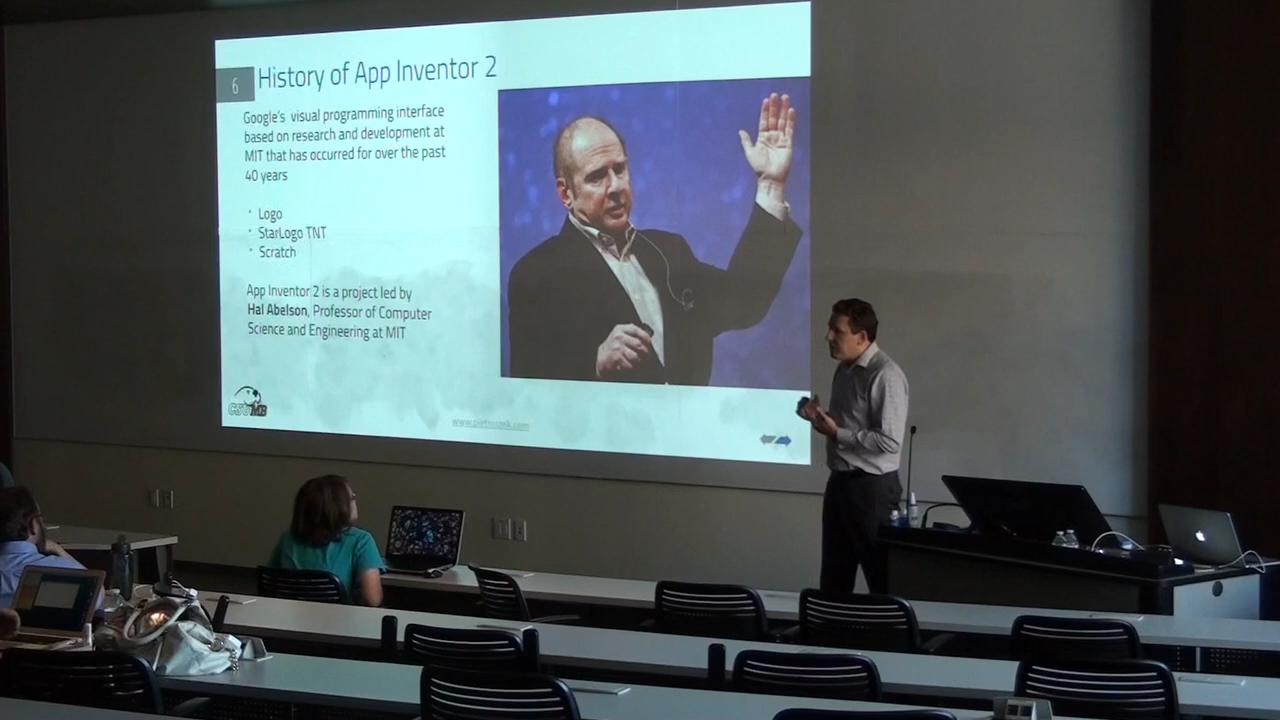 6
History of App Inventor 2
Google's visual programming interface
based on research and development at
MIT that has occurred for over the past
40 years
· Logo
· StarLogo TNT
· Scratch
App Inventor 2 is a project led by
Hal Abelson, Professor of Computer
Science and Engineering at MIT
CSUMB